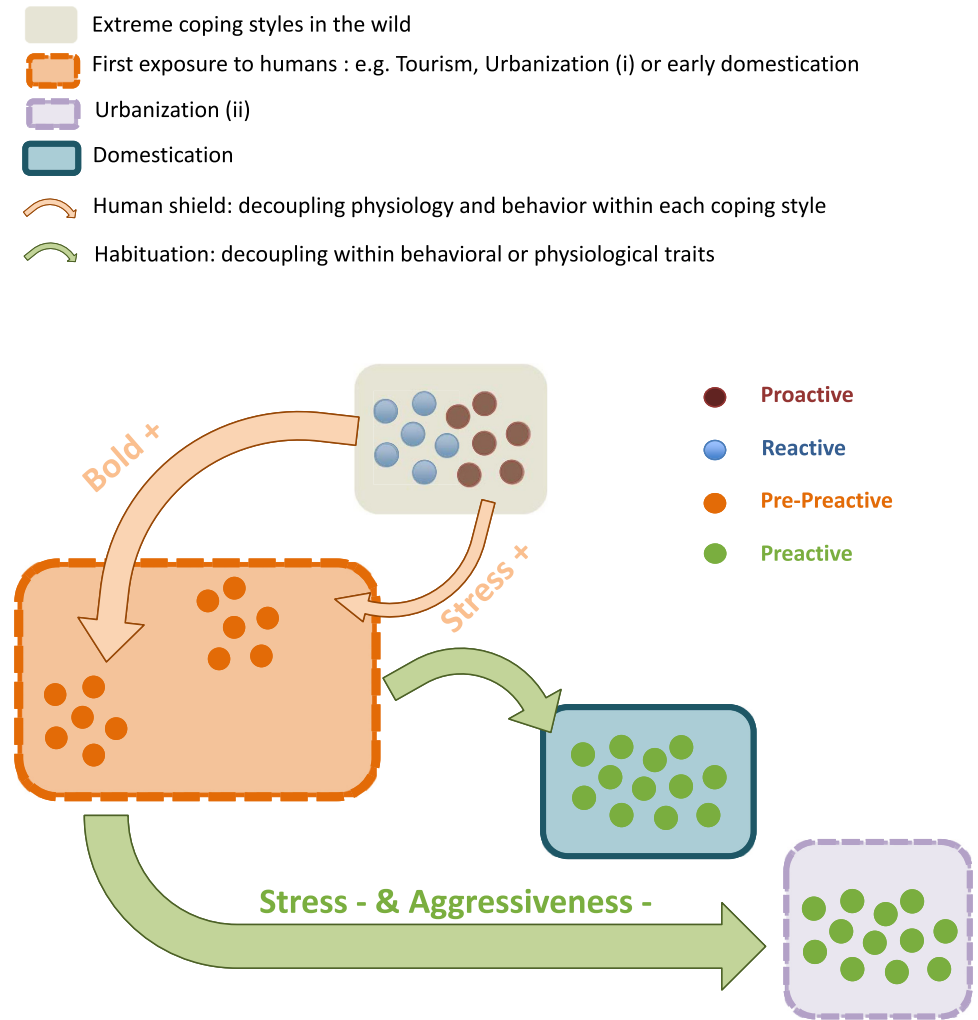 Extreme coping styles in the wild
First exposure to humans : e.g. Tourism, Urbanization (i) or early domestication
Urbanization (ii)
Domestication
Human shield: decoupling physiology and behavior within each coping style
Habituation: decoupling within behavioral or physiological traits
Proactive
Reactive
Pre-Preactive
Preactive
Bold +
Stress +
Stress - & Aggressiveness -